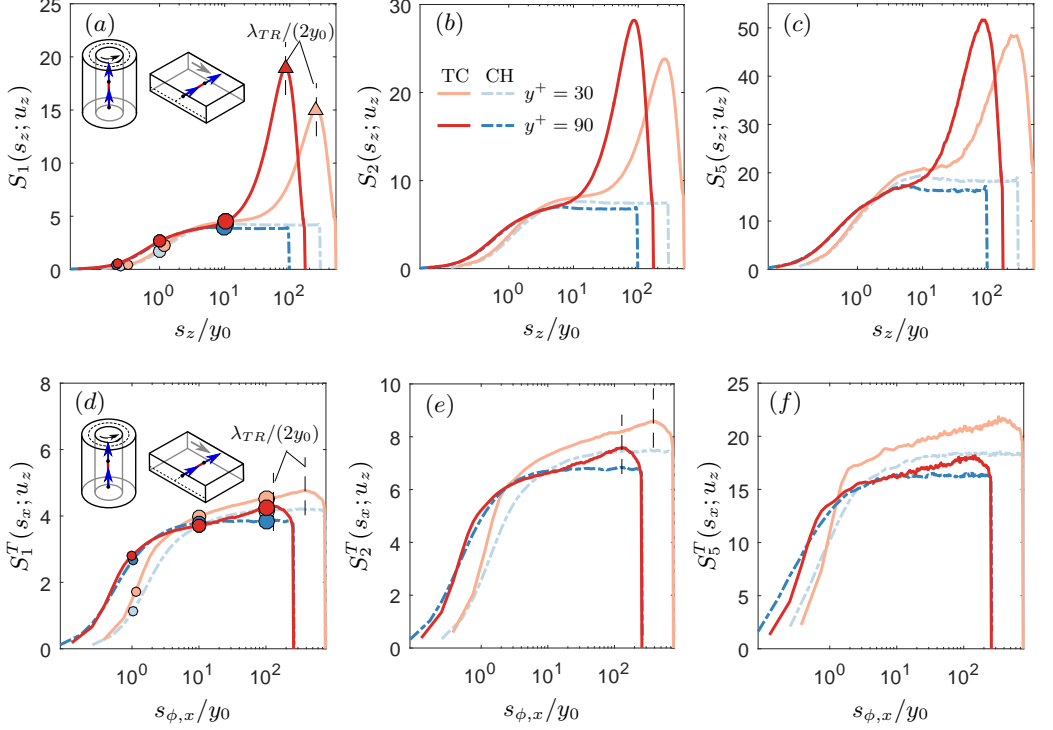 (a)
λ_TR/(2y_0)
S_1(s_z; u_z)
25
20
15
10
5
0
10^0 10^1 10^2
s_z/y_0
(b)
TC CH
y^+ = 30
y^+ = 90
S_2(s_z; u_z)
30
20
10
0
10^0 10^1 10^2
s_z/y_0
(c)
S_5(s_z; u_z)
50
40
30
20
10
0
10^0 10^1 10^2
s_z/y_0
(d)
λ_TR/(2y_0)
S_1^T(s_x; u_z)
8
6
4
2
0
10^0 10^1 10^2
s_ϕ,x/y_0
(e)
S_2^T(s_x; u_z)
10
8
6
4
2
0
10^0 10^1 10^2
s_ϕ,x/y_0
(f)
S_5^T(s_x; u_z)
25
20
15
10
5
0
10^0 10^1 10^2
s_ϕ,x/y_0